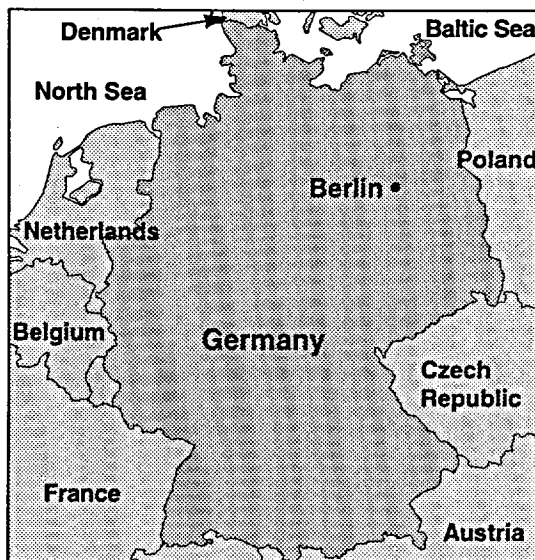 Denmark
Baltic Sea
North Sea
Poland
Berlin
Netherlands
Belgium
Germany
Czech
Republic
France
Austria